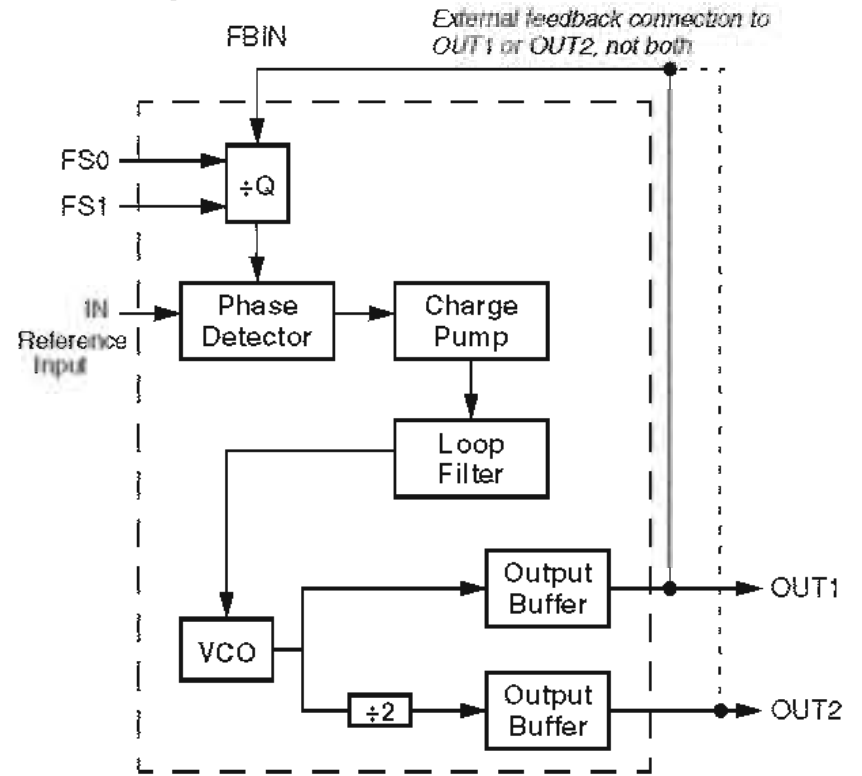 External feedback connection to
OUT1 or OUT2, not both
FBIN
FS0
FS1
÷Q
IN
Reference
Input
Phase
Detector
Charge
Pump
Loop
Filter
VCO
÷2
Output
Buffer
OUT1
Output
Buffer
OUT2